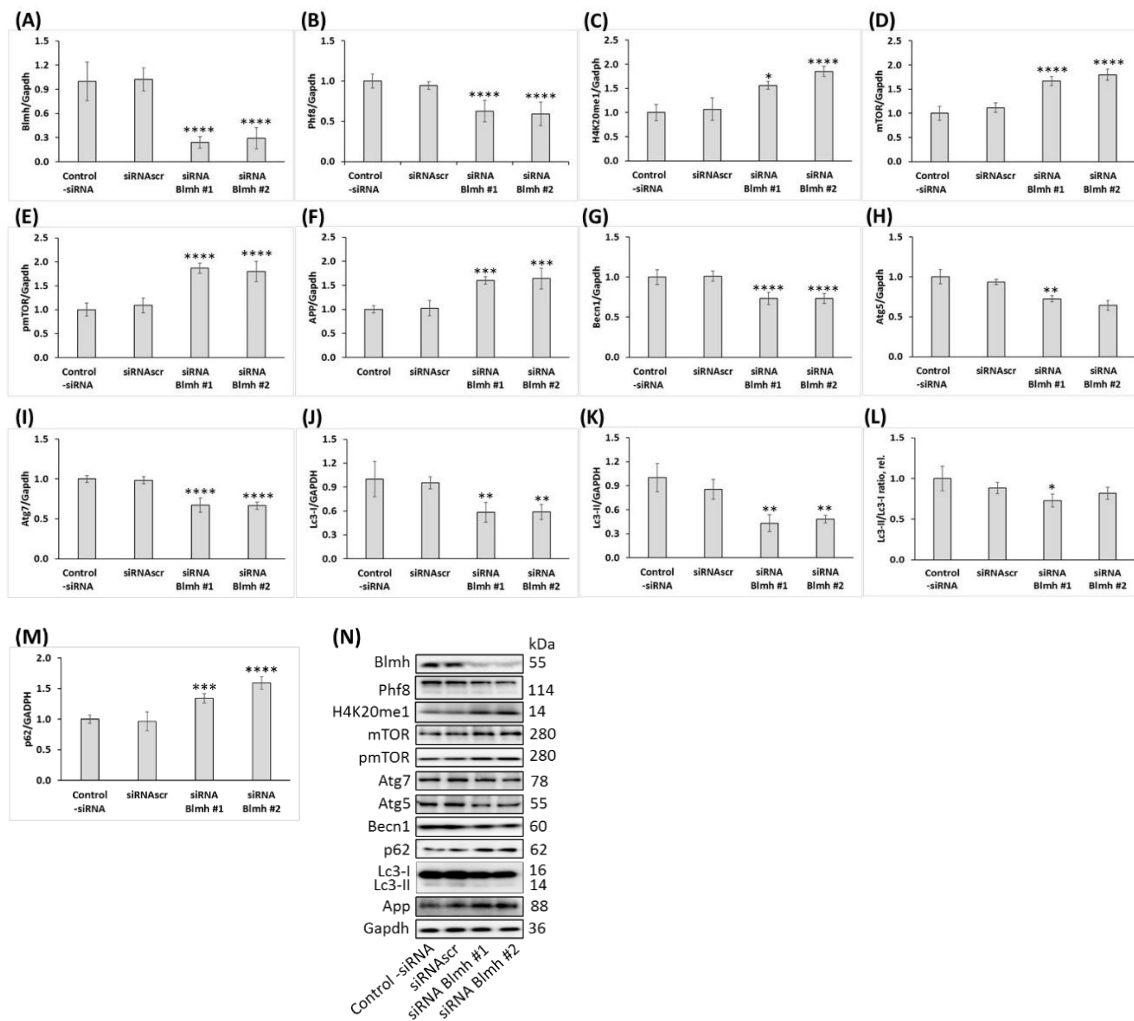 (A)
Blmh/Gapdh
1.5
1.2
0.9
0.6
0.3
0.0
****
****
Control
-siRNA
siRNAscr
siRNA
Blmh #1
siRNA
Blmh #2
(B)
Phf8/Gapdh
1.5
1.0
0.5
0.0
****
****
Control
-siRNA
siRNAscr
siRNA
Blmh #1
siRNA
Blmh #2
(C)
H4K20me1/Gadph
2.0
1.5
1.0
0.5
0.0
*
****
Control
-siRNA
siRNAscr
siRNA
Blmh #1
siRNA
Blmh #2
(D)
mTOR/Gapdh
2.5
2.0
1.5
1.0
0.5
0.0
****
****
Control
-siRNA
siRNAscr
siRNA
Blmh #1
siRNA
Blmh #2
(E)
pmTOR/Gapdh
2.5
2.0
1.5
1.0
0.5
0.0
****
****
Control
-siRNA
siRNAscr
siRNA
Blmh #1
siRNA
Blmh #2
(F)
APP/Gapdh
2.5
2.0
1.5
1.0
0.5
0.0
***
***
Control
siRNAscr
siRNA
Blmh #1
siRNA
Blmh #2
(G)
Becn1/Gapdh
1.5
1.0
0.5
0.0
****
****
Control
-siRNA
siRNAscr
siRNA
Blmh #1
siRNA
Blmh #2
(H)
Atg5/Gapdh
1.5
1.0
0.5
0.0
**
Control
-siRNA
siRNAscr
siRNA
Blmh #1
siRNA
Blmh #2
(I)
Atg7/Gapdh
1.5
1.0
0.5
0.0
****
****
Control
-siRNA
siRNAscr
siRNA
Blmh #1
siRNA
Blmh #2
(J)
Lc3-I/GAPDH
1.5
1.0
0.5
0.0
**
**
Control
-siRNA
siRNAscr
siRNA
Blmh #1
siRNA
Blmh #2
(K)
Lc3-II/GAPDH
1.5
1.2
0.9
0.6
0.3
0.0
**
**
Control
-siRNA
siRNAscr
siRNA
Blmh #1
siRNA
Blmh #2
(L)
Lc3-II/Lc3-I ratio, rel.
1.5
1.0
0.5
0.0
*
Control
-siRNA
siRNAscr
siRNA
Blmh #1
siRNA
Blmh #2
(M)
p62/GADPH
2.0
1.5
1.0
0.5
0.0
***
****
Control
-siRNA
siRNAscr
siRNA
Blmh #1
siRNA
Blmh #2
(N)
kDa
Blmh 55
Phf8 114
H4K20me1 14
mTOR 280
pmTOR 280
Atg7 78
Atg5 55
Becn1 60
p62 62
Lc3-I 16
Lc3-II 14
App 88
Gapdh 36
Control -siRNA
siRNAscr
siRNA Blmh #1
siRNA Blmh #2